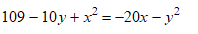 109 − 10y + x² = −20x − y²